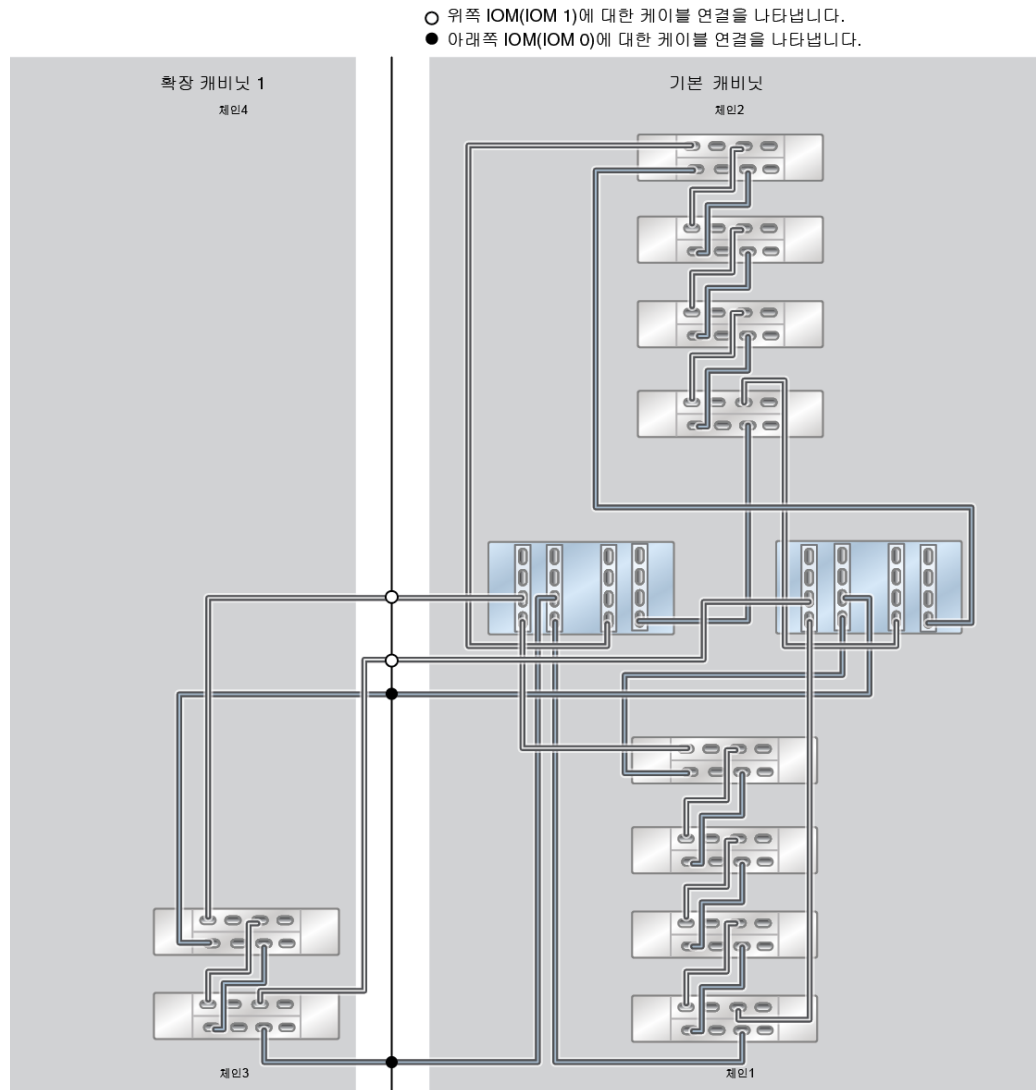 위쪽 IOM(IOM 1)에 대한 케이블 연결을 나타냅니다.
아래쪽 IOM(IOM 0)에 대한 케이블 연결을 나타냅니다.
확장 캐비닛 1
체인4
기본 캐비닛
체인2
체인3
체인1